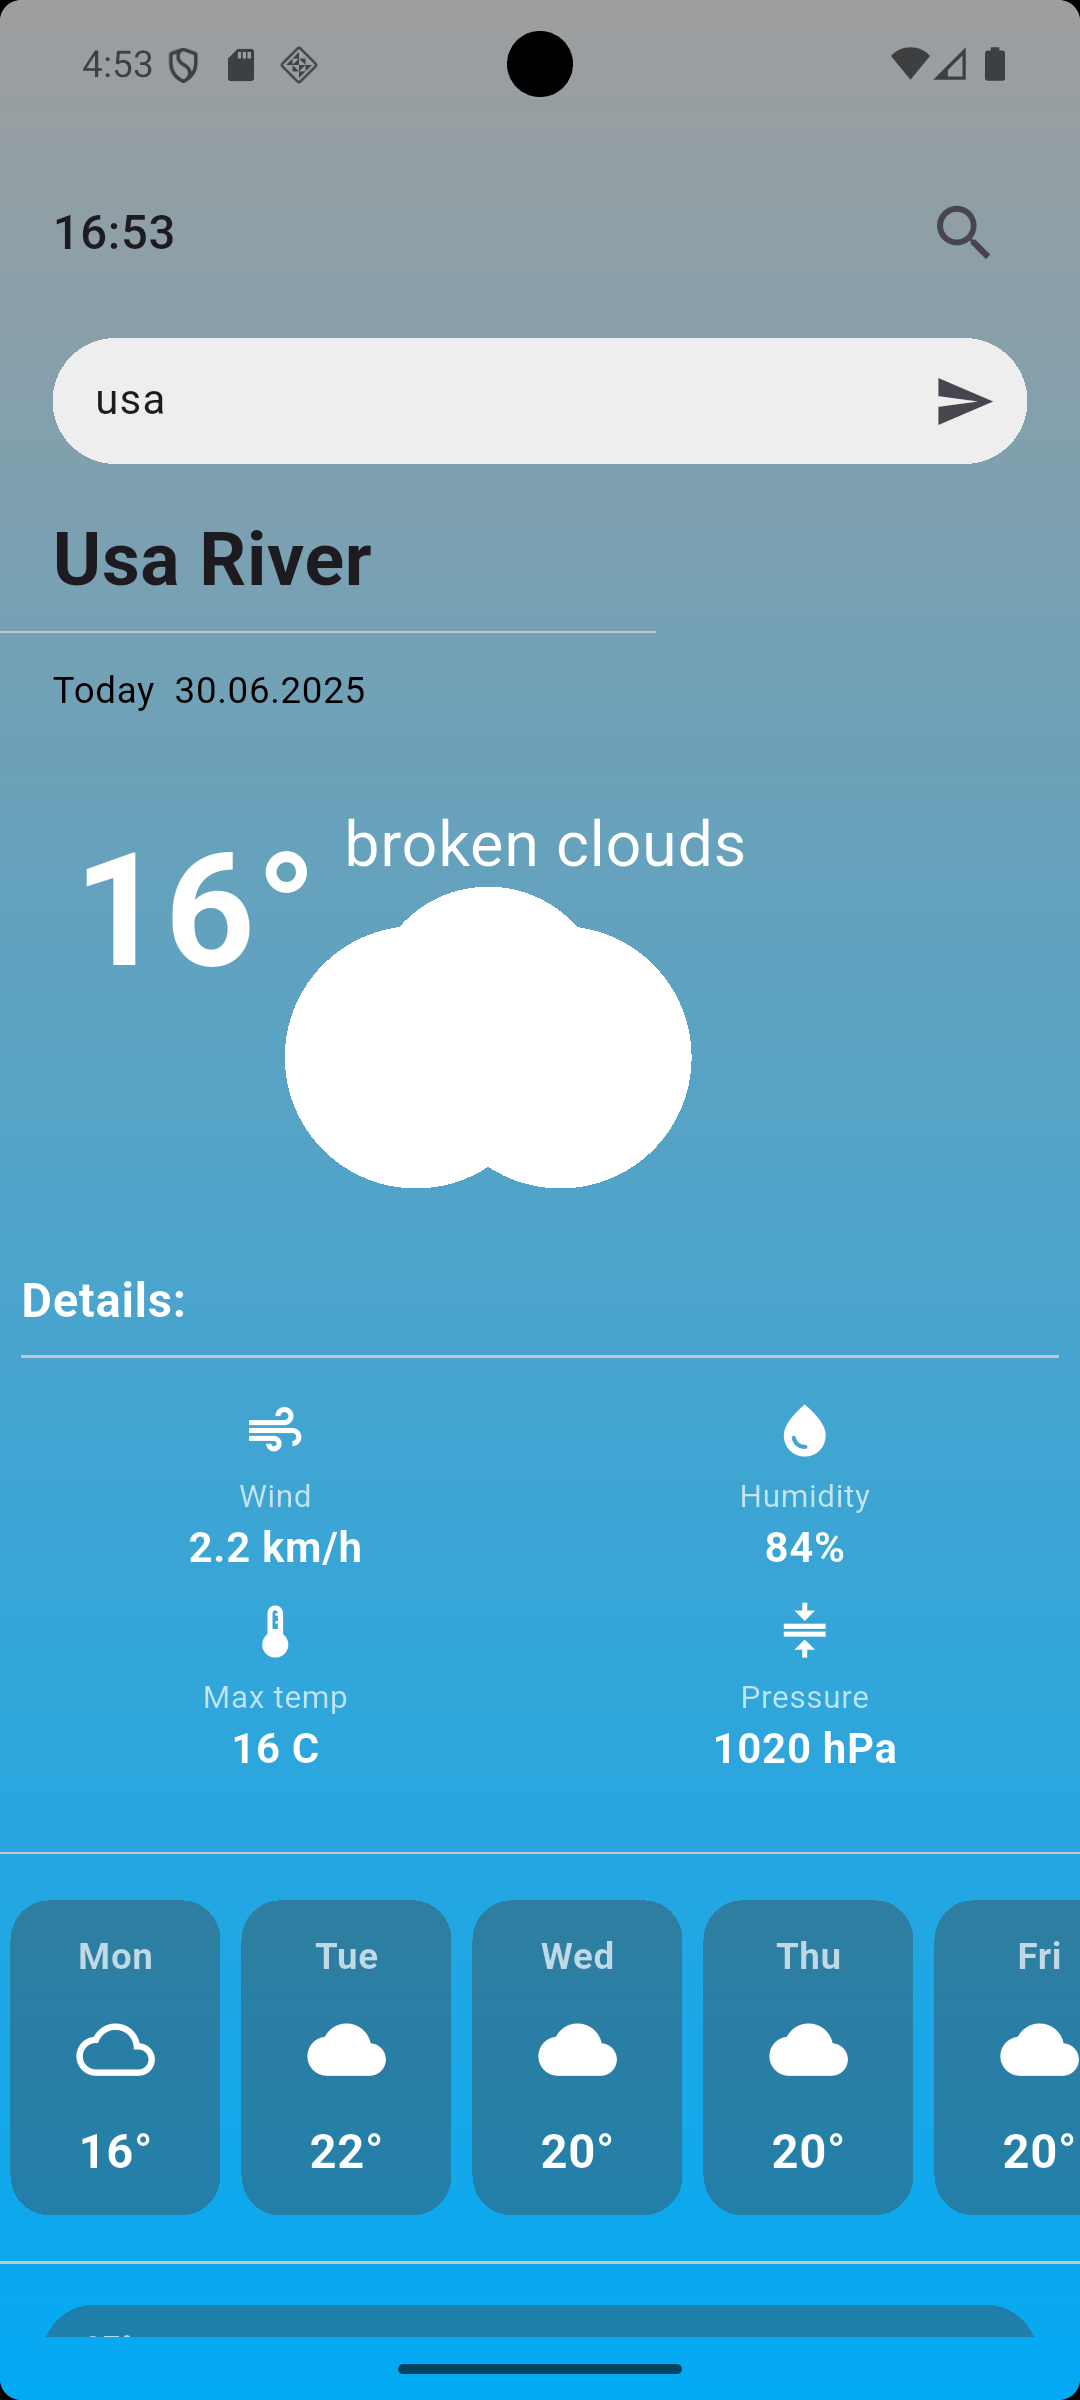 4:53
16:53
usa
Usa River
Today 30.06.2025
16°
broken clouds
Details:
Wind
2.2 km/h
Humidity
84%
Max temp
16 C
Pressure
1020 hPa
Mon
16°
Tue
22°
Wed
20°
Thu
20°
Fri
20°